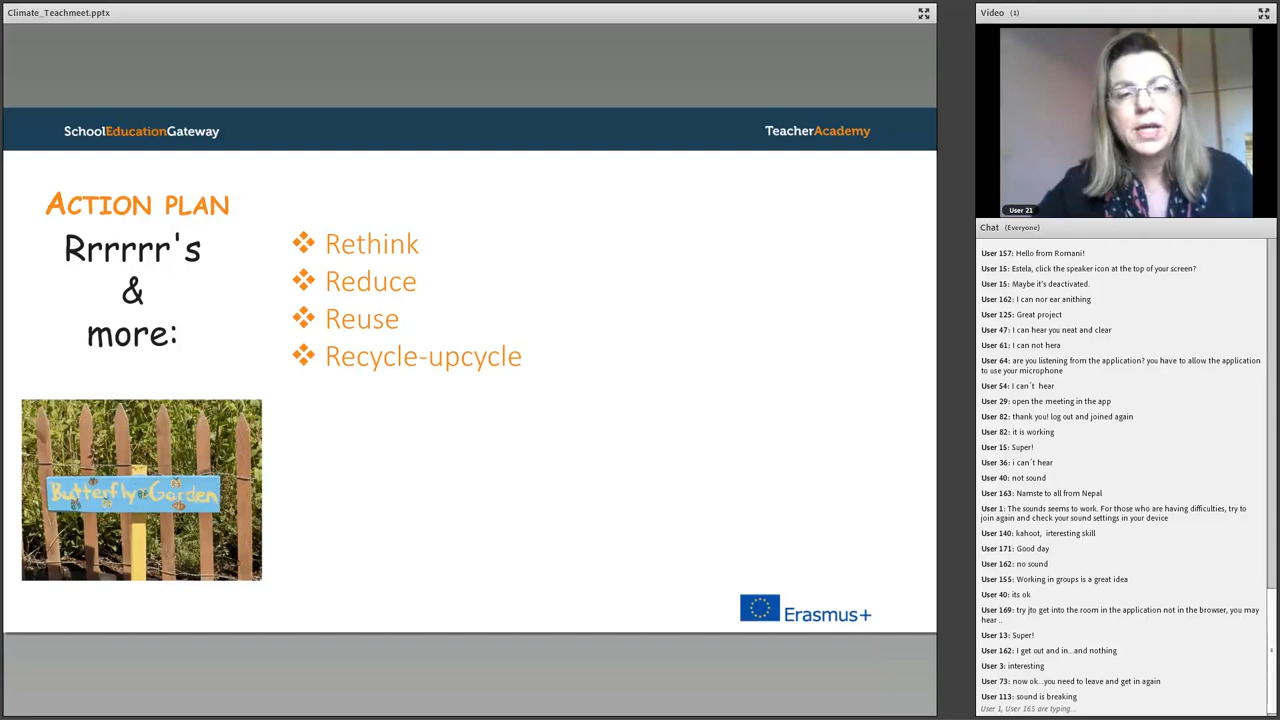 Climate_Teachmeet.pptx
SchoolEducationGateway
TeacherAcademy
ACTION PLAN
Rrrrrr's
&
more:
❖ Rethink
❖ Reduce
❖ Reuse
❖ Recycle-upcycle
Butterfly Garden
Erasmus+
Video (1)
User 21
Chat (Everyone)
User 157: Hello from Romani!
User 15: Estela, click the speaker icon at the top of your screen?
User 15: Maybe it's deactivated.
User 162: I can nor ear anithing
User 125: Great project
User 47: I can hear you neat and clear
User 61: I can not hera
User 64: are you listening from the application? you have to allow the application
to use your microphone
User 54: I can´t hear
User 29: open the meeting in the app
User 82: thank you! log out and joined again
User 82: it is working
User 15: Super!
User 36: i can´t hear
User 40: not sound
User 163: Namste to all from Nepal
User 1: The sounds seems to work. For those who are having difficulties, try to
join again and check your sound settings in your device
User 140: kahoot, irteresting skill
User 171: Good day
User 162: no sound
User 155: Working in groups is a great idea
User 40: its ok
User 169: try jto get into the room in the application not in the browser, you may
hear ..
User 13: Super!
User 162: I get out and in...and nothing
User 3: interesting
User 73: now ok...you need to leave and get in again
User 113: sound is breaking
User 1, User 165 are typing...